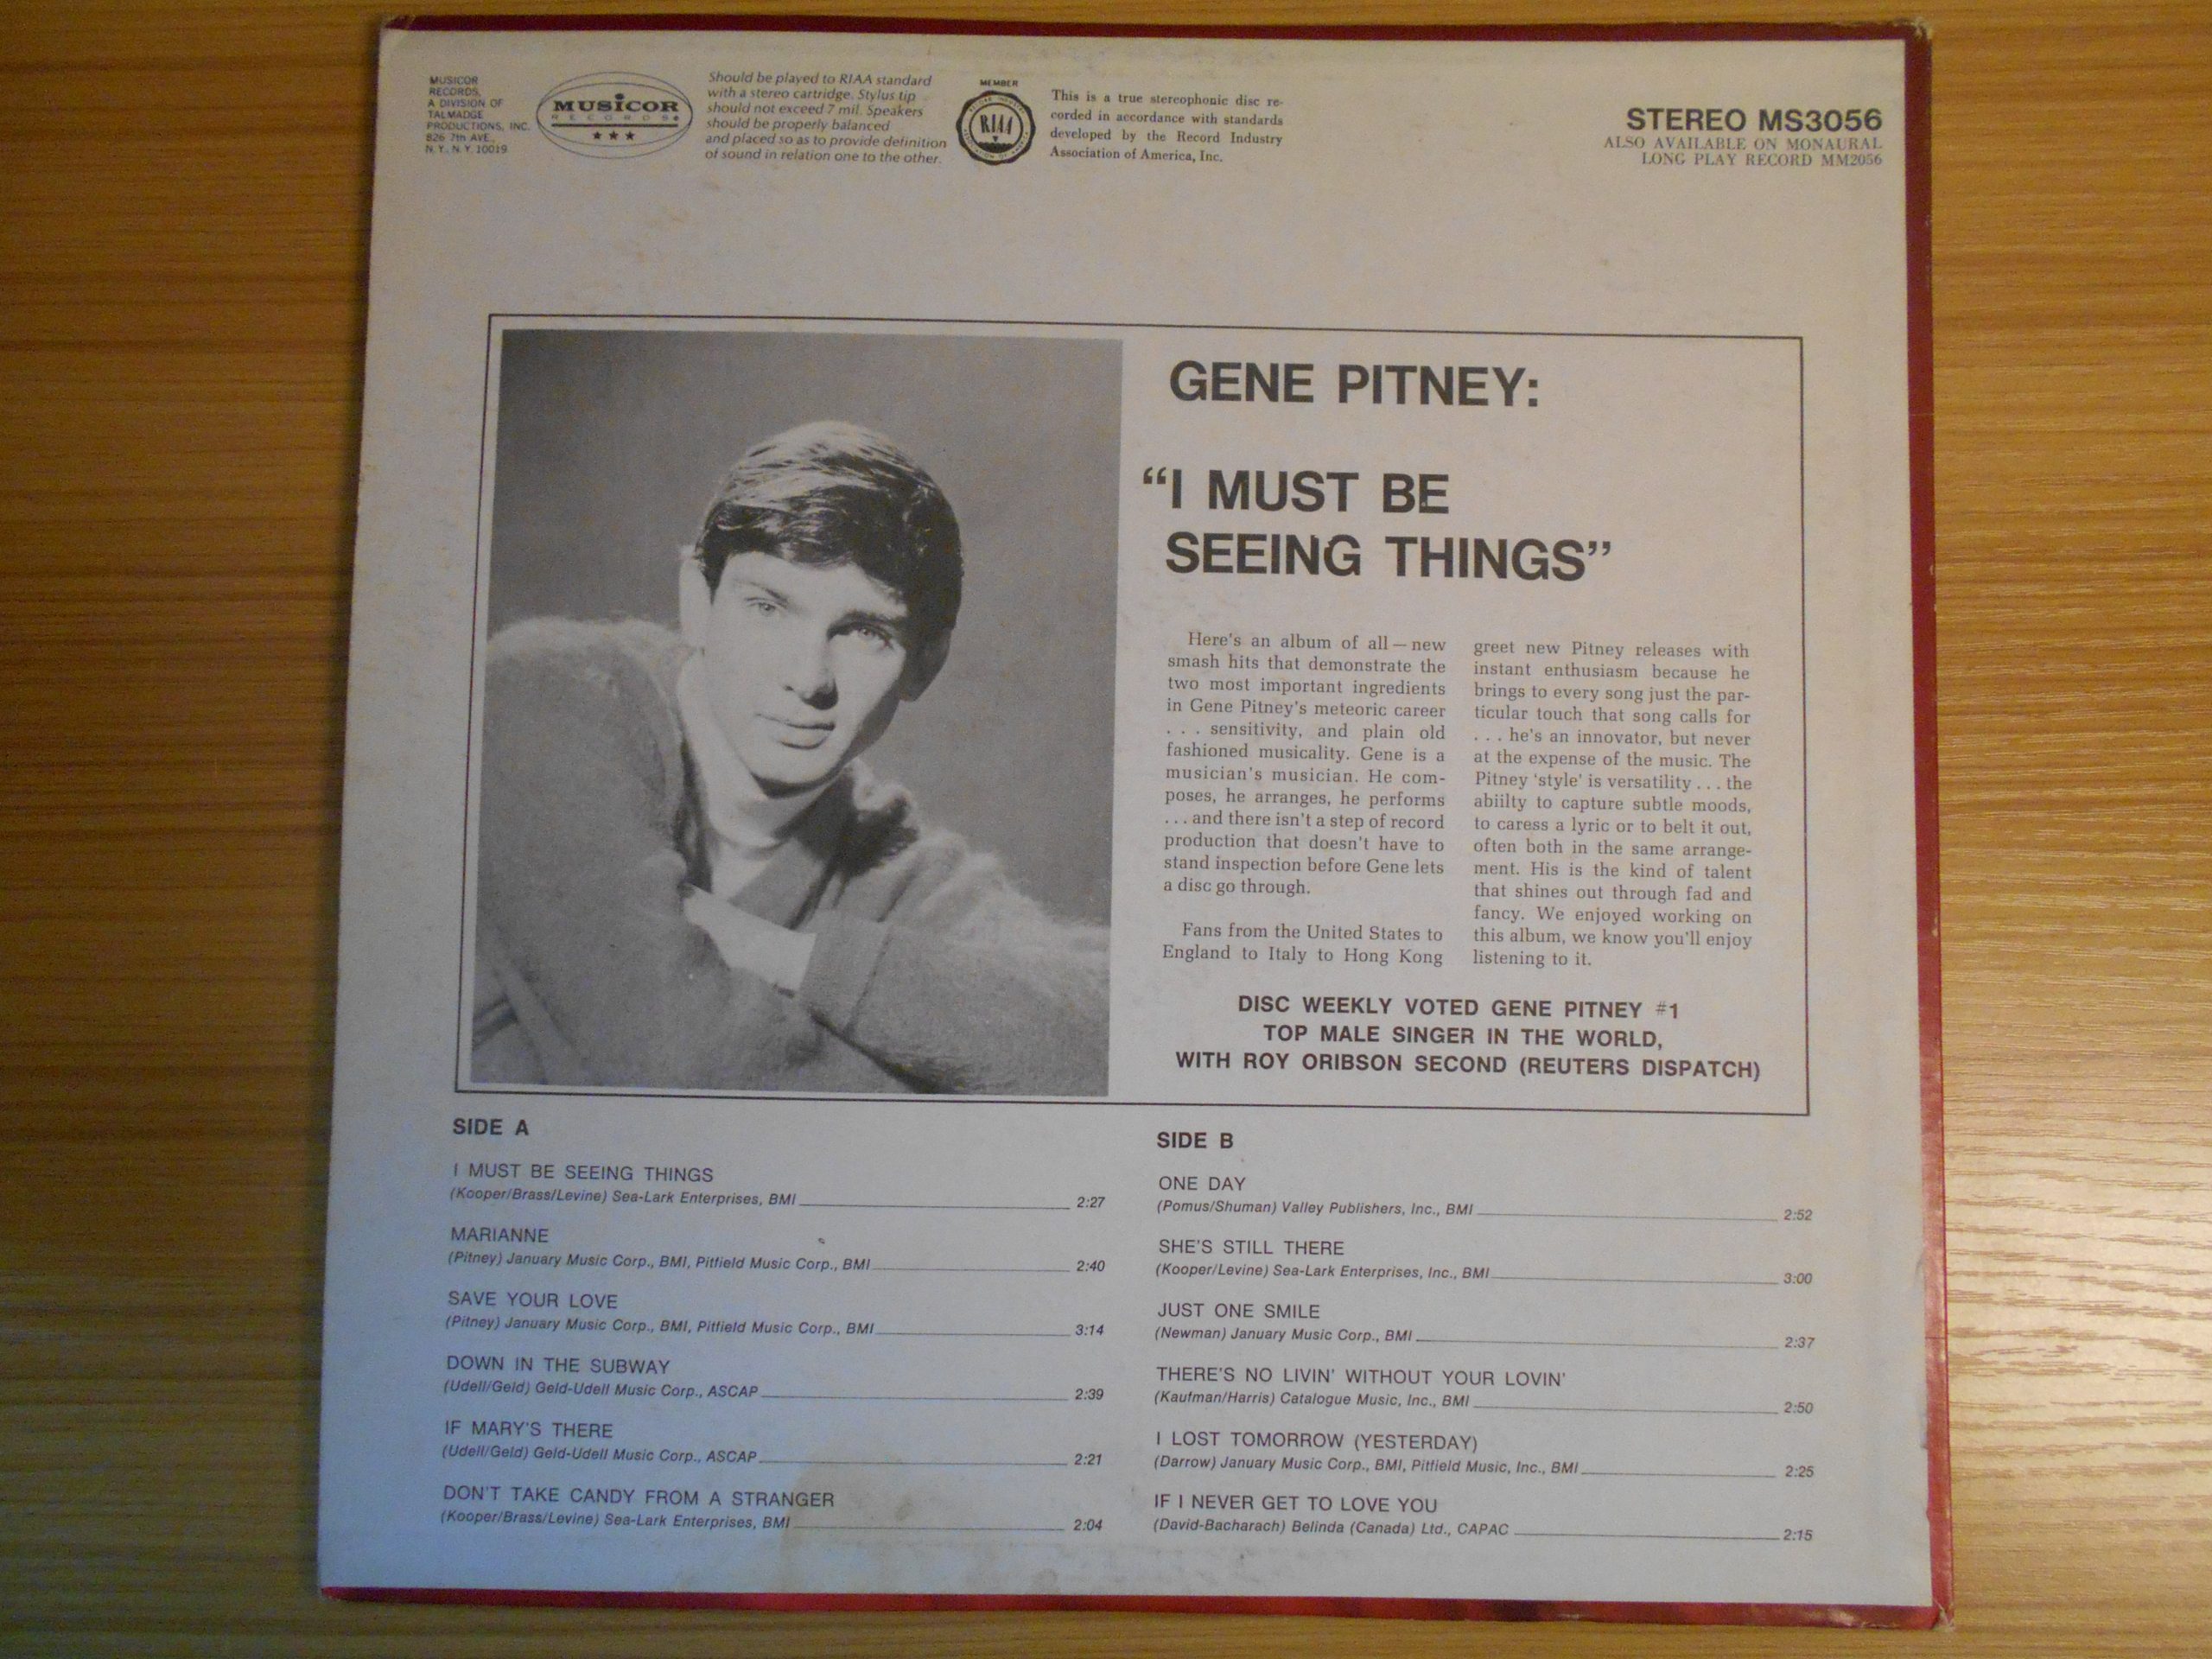 MUSICOR
RECORDS,
A DIVISION OF
TALMADGE
PRODUCTIONS, INC.
826 7th AVE.
N. Y. N. Y. 10019
MUSICOR
RECORDS
Should be played to RIAA standard
with a stereo cartridge. Stylus tip
should not exceed 7 mil. Speakers
should be properly balanced
and placed so as to provide definition
of sound in relation one to the other.
MEMBER
RIAA
This is a true stereophonic disc re-
corded in accordance with standards
developed by the Record Industry
Association of America, Inc.
STEREO MS3056
ALSO AVAILABLE ON MONAURAL
LONG PLAY RECORD MM2056
GENE PITNEY:
“I MUST BE
SEEING THINGS”
Here's an album of all — new
smash hits that demonstrate the
two most important ingredients
in Gene Pitney's meteoric career
. . . sensitivity, and plain old
fashioned musicality. Gene is a
musician's musician. He com-
poses, he arranges, he performs
. . . and there isn't a step of record
production that doesn't have to
stand inspection before Gene lets
a disc go through.
Fans from the United States to
England to Italy to Hong Kong
greet new Pitney releases with
instant enthusiasm because he
brings to every song just the par-
ticular touch that song calls for
. . . he's an innovator, but never
at the expense of the music. The
Pitney ‘style’ is versatility . . . the
abiilty to capture subtle moods,
to caress a lyric or to belt it out,
often both in the same arrange-
ment. His is the kind of talent
that shines out through fad and
fancy. We enjoyed working on
this album, we know you'll enjoy
listening to it.
DISC WEEKLY VOTED GENE PITNEY #1
TOP MALE SINGER IN THE WORLD,
WITH ROY ORIBSON SECOND (REUTERS DISPATCH)
SIDE A
I MUST BE SEEING THINGS
(Kooper/Brass/Levine) Sea-Lark Enterprises, BMI 2:27
MARIANNE
(Pitney) January Music Corp., BMI, Pitfield Music Corp., BMI 2:40
SAVE YOUR LOVE
(Pitney) January Music Corp., BMI, Pitfield Music Corp., BMI 3:14
DOWN IN THE SUBWAY
(Udell/Geld) Geld-Udell Music Corp., ASCAP 2:39
IF MARY'S THERE
(Udell/Geld) Geld-Udell Music Corp., ASCAP 2:21
DON'T TAKE CANDY FROM A STRANGER
(Kooper/Brass/Levine) Sea-Lark Enterprises, BMI 2:04
SIDE B
ONE DAY
(Pomus/Shuman) Valley Publishers, Inc., BMI 2:52
SHE'S STILL THERE
(Kooper/Levine) Sea-Lark Enterprises, Inc., BMI 3:00
JUST ONE SMILE
(Newman) January Music Corp., BMI 2:37
THERE'S NO LIVIN' WITHOUT YOUR LOVIN'
(Kaufman/Harris) Catalogue Music, Inc., BMI 2:50
I LOST TOMORROW (YESTERDAY)
(Darrow) January Music Corp., BMI, Pitfield Music, Inc., BMI 2:25
IF I NEVER GET TO LOVE YOU
(David-Bacharach) Belinda (Canada) Ltd., CAPAC 2:15